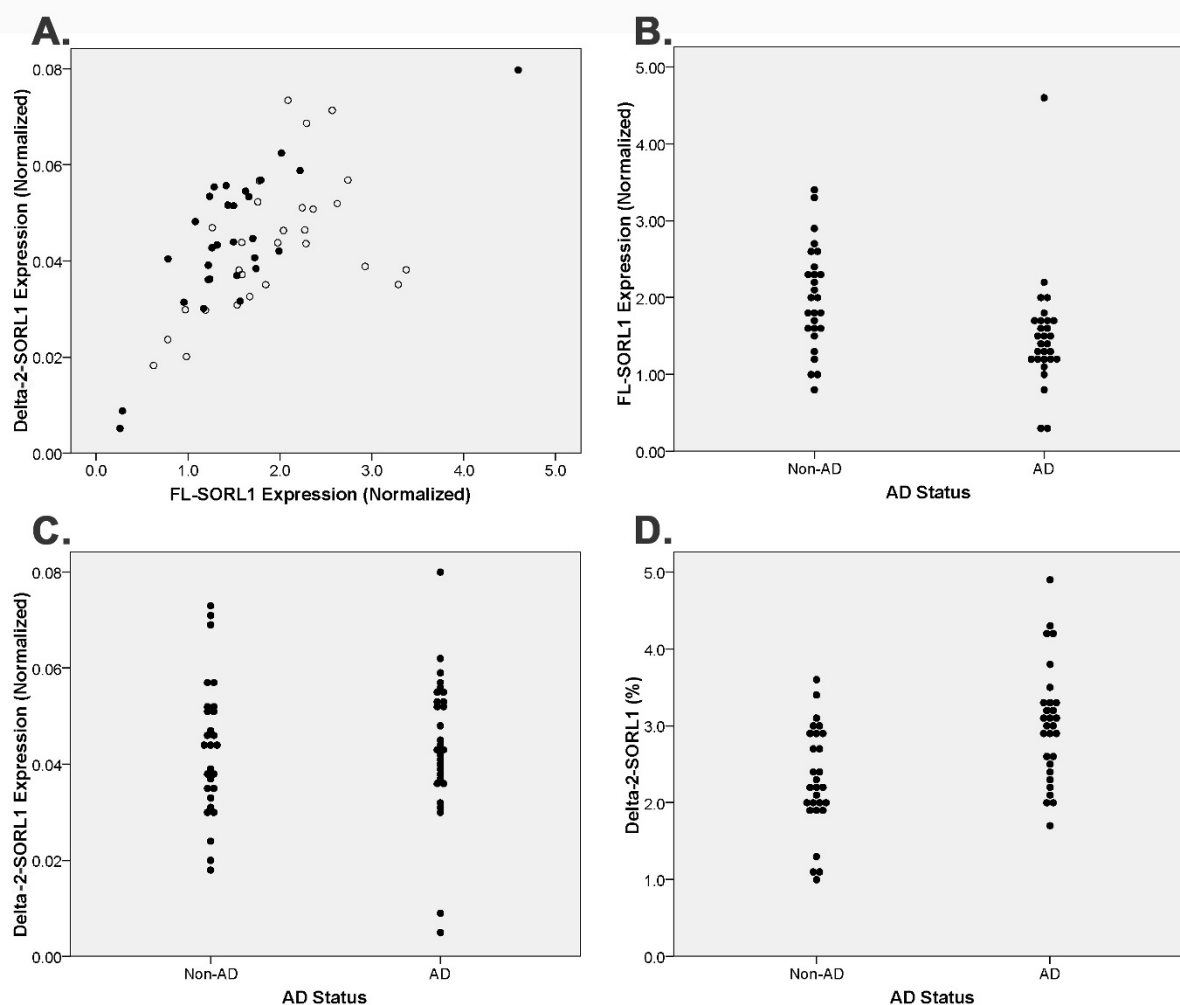 A.
Delta-2-SORL1 Expression (Normalized)
0.08
0.06
0.04
0.02
0.00
0.0 1.0 2.0 3.0 4.0 5.0
FL-SORL1 Expression (Normalized)
B.
FL-SORL1 Expression (Normalized)
5.00
4.00
3.00
2.00
1.00
0.00
Non-AD AD
AD Status
C.
Delta-2-SORL1 Expression (Normalized)
0.08
0.06
0.04
0.02
0.00
Non-AD AD
AD Status
D.
Delta-2-SORL1 (%)
5.0
4.0
3.0
2.0
1.0
0.0
Non-AD AD
AD Status